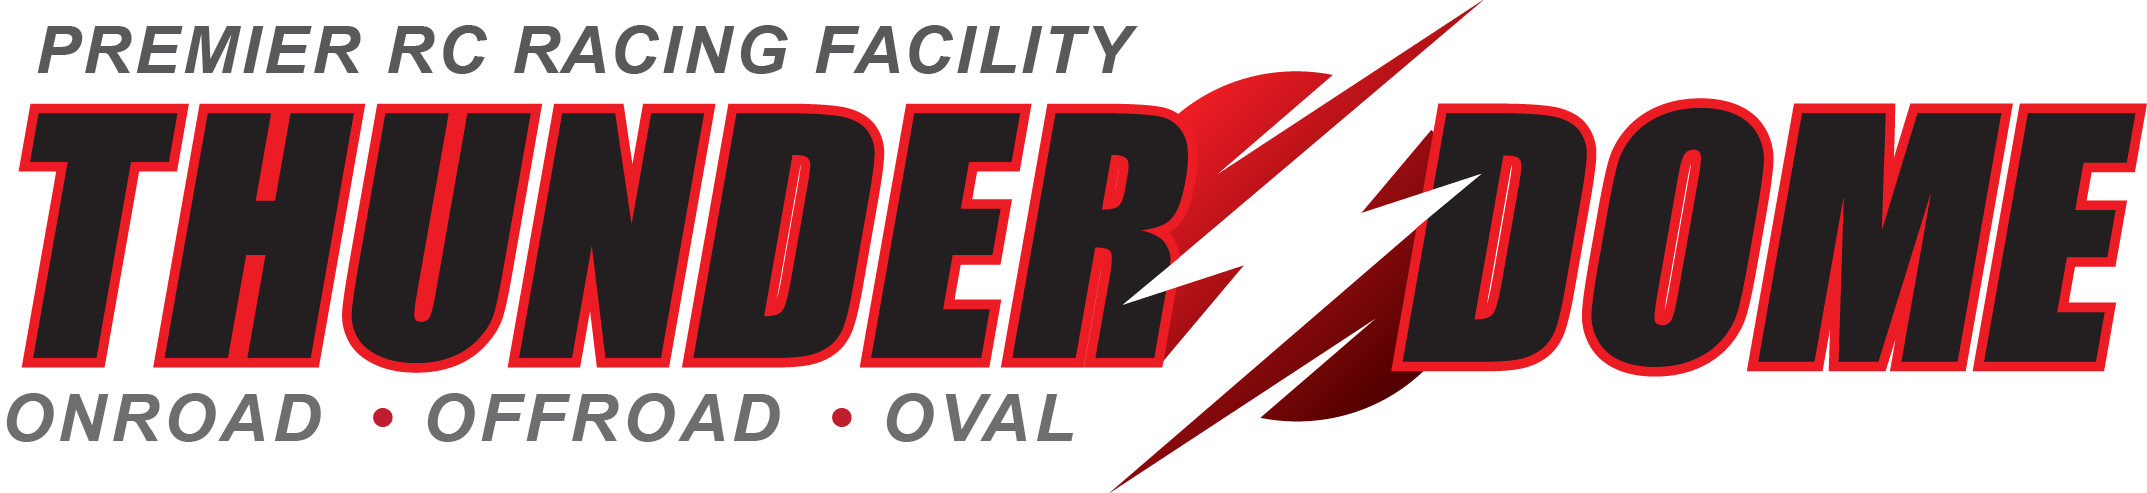 PREMIER RC RACING FACILITY
THUNDER DOME
ONROAD • OFFROAD • OVAL